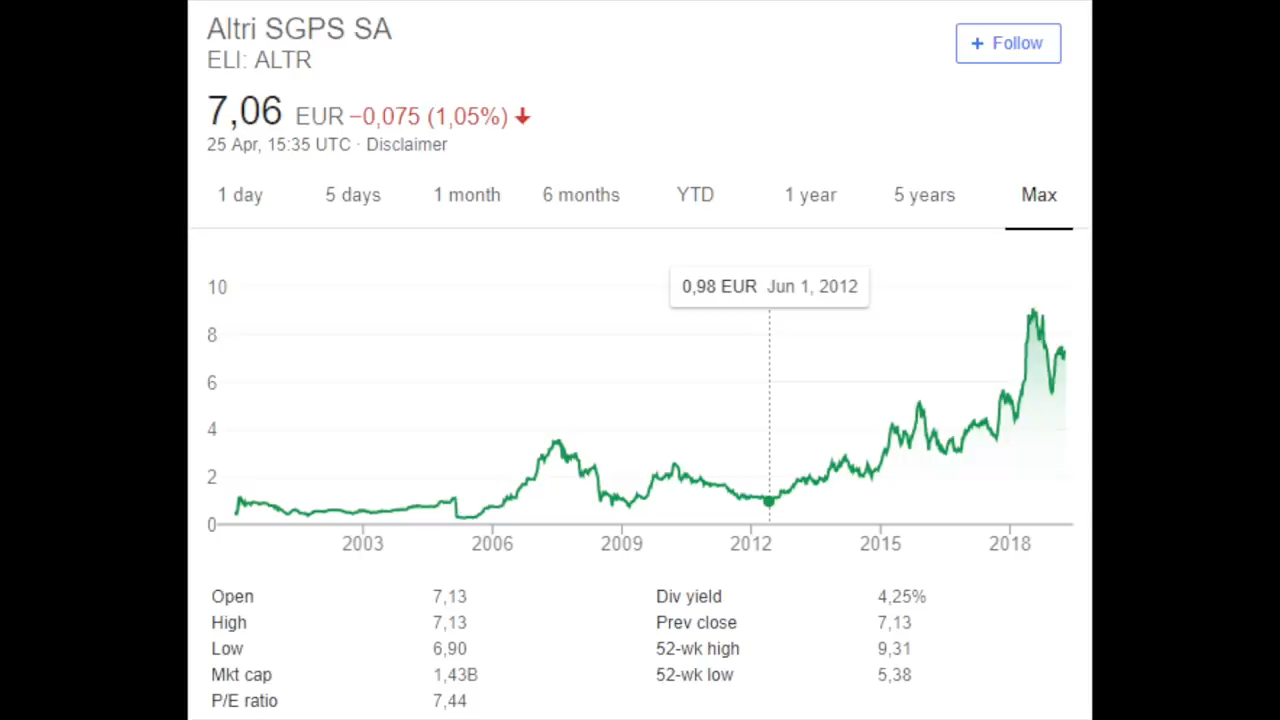 Altri SGPS SA
ELI: ALTR
+ Follow
7,06 EUR −0,075 (1,05%)
25 Apr, 15:35 UTC · Disclaimer
1 day 5 days 1 month 6 months YTD 1 year 5 years Max
0,98 EUR Jun 1, 2012
10
8
6
4
2
0
2003 2006 2009 2012 2015 2018
Open 7,13 Div yield 4,25%
High 7,13 Prev close 7,13
Low 6,90 52-wk high 9,31
Mkt cap 1,43B 52-wk low 5,38
P/E ratio 7,44